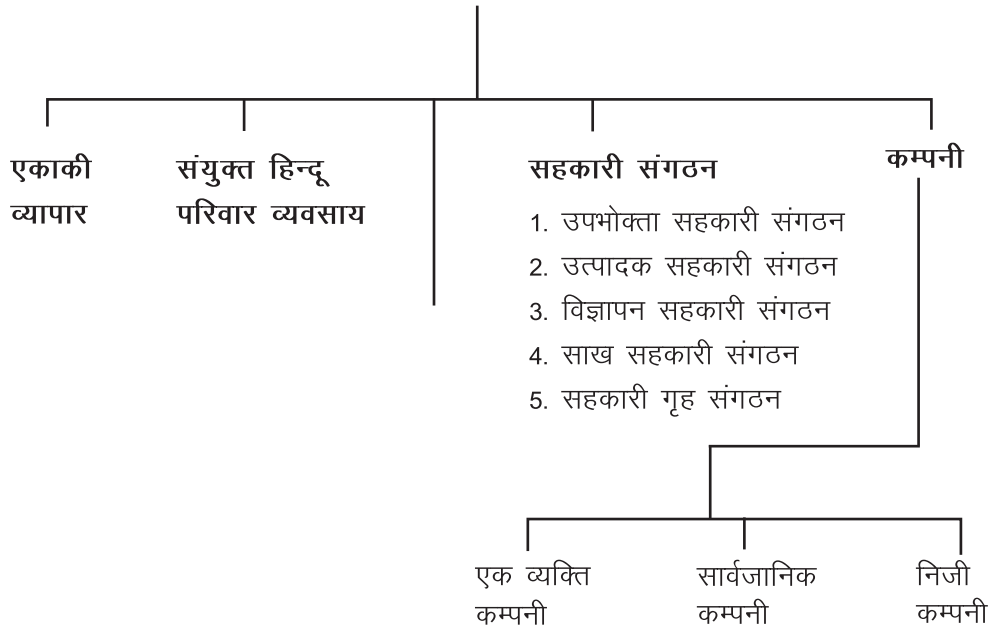 एकाकी
व्यापार
संयुक्त हिन्दू
परिवार व्यवसाय
सहकारी संगठन
1. उपभोक्ता सहकारी संगठन
2. उत्पादक सहकारी संगठन
3. विज्ञापन सहकारी संगठन
4. साख सहकारी संगठन
5. सहकारी गृह संगठन
कम्पनी
एक व्यक्ति
कम्पनी
सार्वजानिक
कम्पनी
निजी
कम्पनी